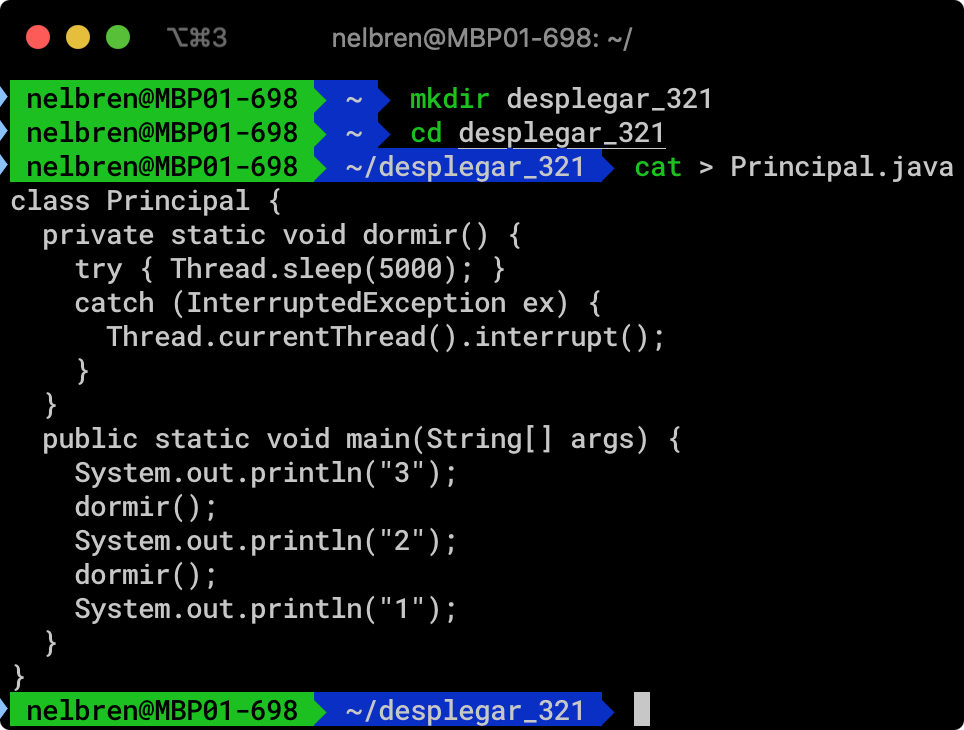 ⌥⌘3 nelbren@MBP01-698: ~/
nelbren@MBP01-698 ~ mkdir desplegar_321
nelbren@MBP01-698 ~ cd desplegar_321
nelbren@MBP01-698 ~/desplegar_321 cat > Principal.java
class Principal {
  private static void dormir() {
    try { Thread.sleep(5000); }
    catch (InterruptedException ex) {
      Thread.currentThread().interrupt();
    }
  }
  public static void main(String[] args) {
    System.out.println("3");
    dormir();
    System.out.println("2");
    dormir();
    System.out.println("1");
  }
}
nelbren@MBP01-698 ~/desplegar_321